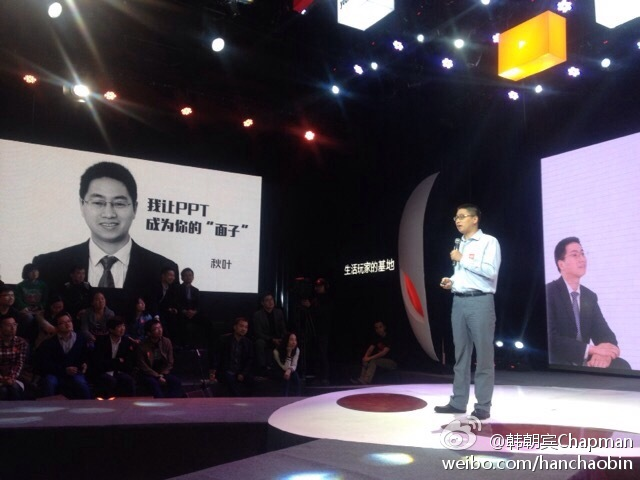 我让PPT
成为你的“面子”
秋叶
生活玩家的基地
@韩朝宾Chapman
weibo.com/hanchaobin